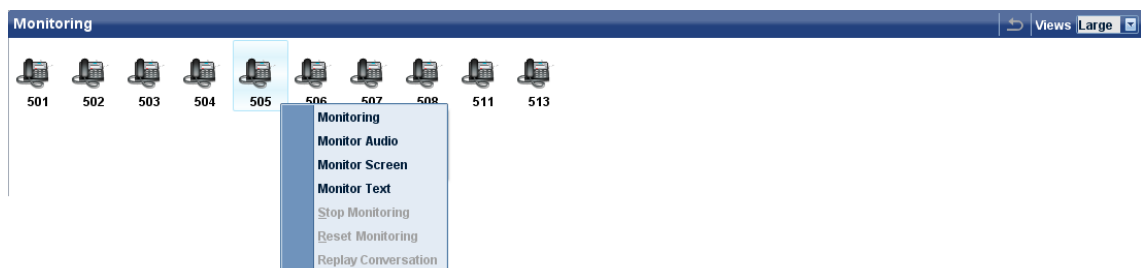 Monitoring
Views Large
501 502 503 504 505 506 507 508 511 513
Monitoring
Monitor Audio
Monitor Screen
Monitor Text
Stop Monitoring
Reset Monitoring
Replay Conversation